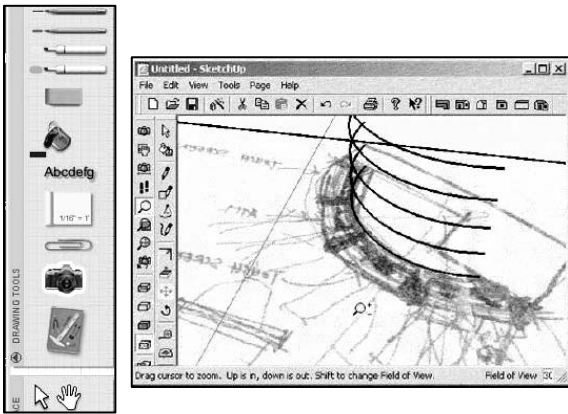 Abcdefg
1/16" = 1'
DRAWING TOOLS
Untitled - SketchUp
File Edit View Tools Page Help
Drag cursor to zoom. Up is in, down is out. Shift to change Field of View.
Field of View